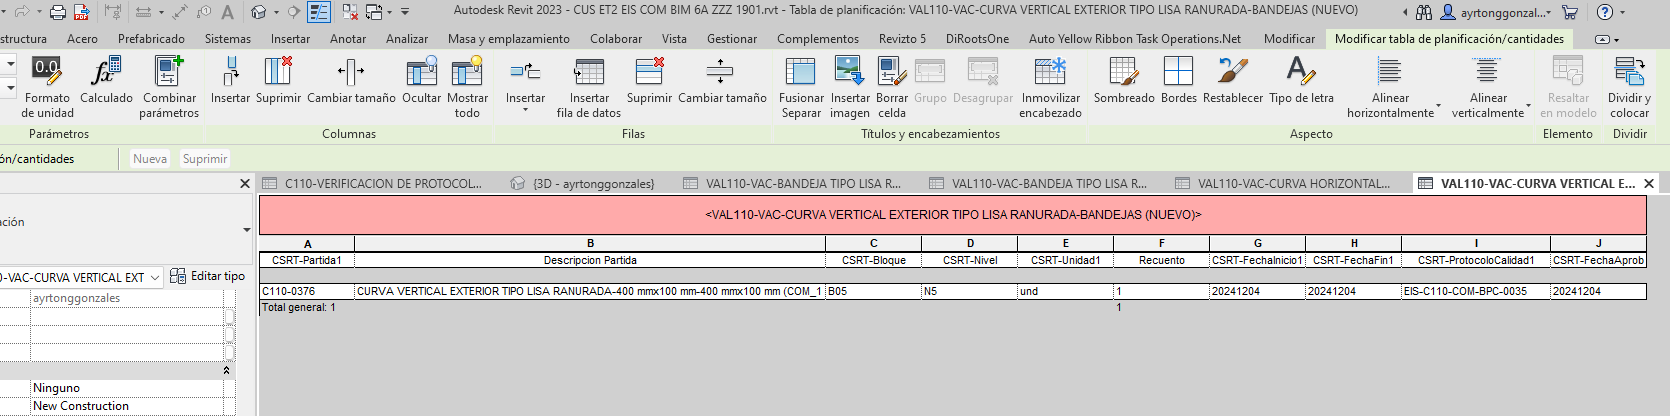 Autodesk Revit 2023 - CUS ET2 EIS COM BIM 6A ZZZ 1901.rvt - Tabla de planificación: VAL110-VAC-CURVA VERTICAL EXTERIOR TIPO LISA RANURADA-BANDEJAS (NUEVO)
ayrtonggonzal...
structura Acero Prefabricado Sistemas Insertar Anotar Analizar Masa y emplazamiento Colaborar Vista Gestionar Complementos Revizto 5 DiRootsOne Auto Yellow Ribbon Task Operations.Net Modificar Modificar tabla de planificación/cantidades
0.0
Formato de unidad
Calculado
Combinar parámetros
Insertar
Suprimir
Cambiar tamaño
Ocultar
Mostrar todo
Insertar
Insertar fila de datos
Suprimir
Cambiar tamaño
Fusionar Separar
Insertar imagen
Borrar celda
Grupo
Desagrupar
Inmovilizar encabezado
Sombreado
Bordes
Restablecer
Tipo de letra
Alinear horizontalmente
Alinear verticalmente
Resaltar en modelo
Dividir y colocar
Parámetros Columnas Filas Títulos y encabezamientos Aspecto Elemento Dividir
ón/cantidades Nueva Suprimir
C110-VERIFICACION DE PROTOCOL... {3D - ayrtonggonzales} VAL110-VAC-BANDEJA TIPO LISA R... VAL110-VAC-BANDEJA TIPO LISA R... VAL110-VAC-CURVA HORIZONTAL... VAL110-VAC-CURVA VERTICAL E...
ación
0-VAC-CURVA VERTICAL EXT Editar tipo
ayrtonggonzales
Ninguno
New Construction
<VAL110-VAC-CURVA VERTICAL EXTERIOR TIPO LISA RANURADA-BANDEJAS (NUEVO)>
A B C D E F G H I J
CSRT-Partida1 Descripcion Partida CSRT-Bloque CSRT-Nivel CSRT-Unidad1 Recuento CSRT-FechaInicio1 CSRT-FechaFin1 CSRT-ProtocoloCalidad1 CSRT-FechaAprob
C110-0376 CURVA VERTICAL EXTERIOR TIPO LISA RANURADA-400 mmx100 mm-400 mmx100 mm (COM_1 B05 N5 und 1 20241204 20241204 EIS-C110-COM-BPC-0035 20241204
Total general: 1 1